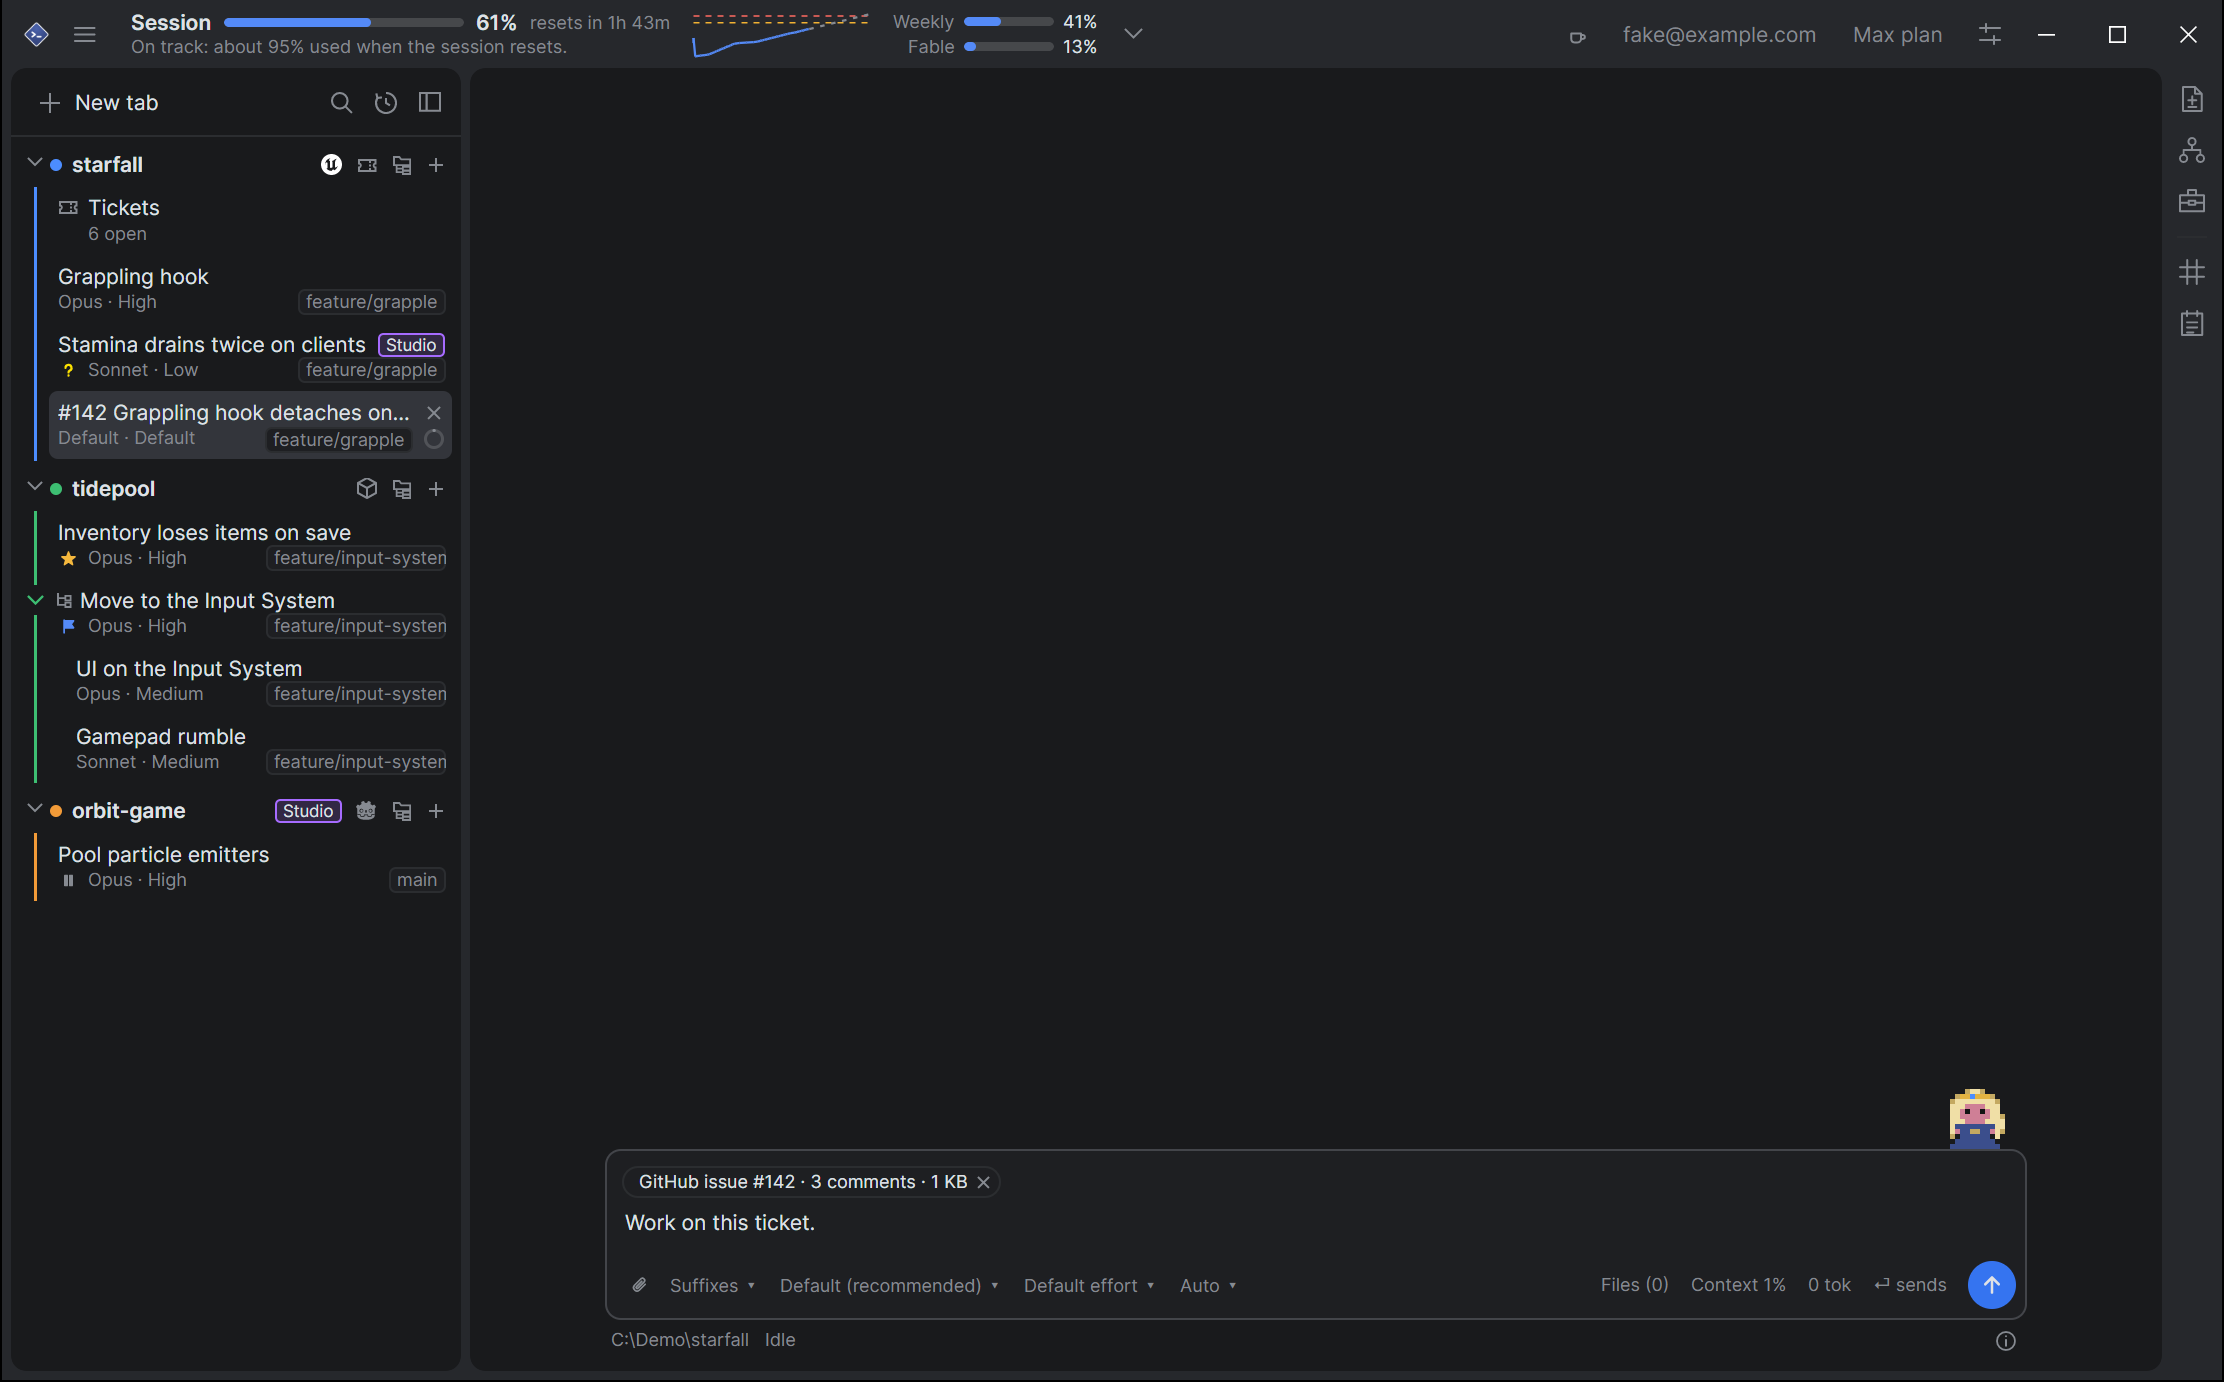 Session 61% resets in 1h 43m
On track: about 95% used when the session resets.
Weekly 41%
Fable 13%
fake@example.com Max plan
New tab
starfall
Tickets
6 open
Grappling hook
Opus · High feature/grapple
Stamina drains twice on clients Studio
? Sonnet · Low feature/grapple
#142 Grappling hook detaches on...
Default · Default feature/grapple
tidepool
Inventory loses items on save
Opus · High feature/input-system
Move to the Input System
Opus · High feature/input-system
UI on the Input System
Opus · Medium feature/input-system
Gamepad rumble
Sonnet · Medium feature/input-system
orbit-game Studio
Pool particle emitters
Opus · High main
GitHub issue #142 · 3 comments · 1 KB
Work on this ticket.
Suffixes Default (recommended) Default effort Auto Files (0) Context 1% 0 tok ⏎ sends
C:\Demo\starfall Idle